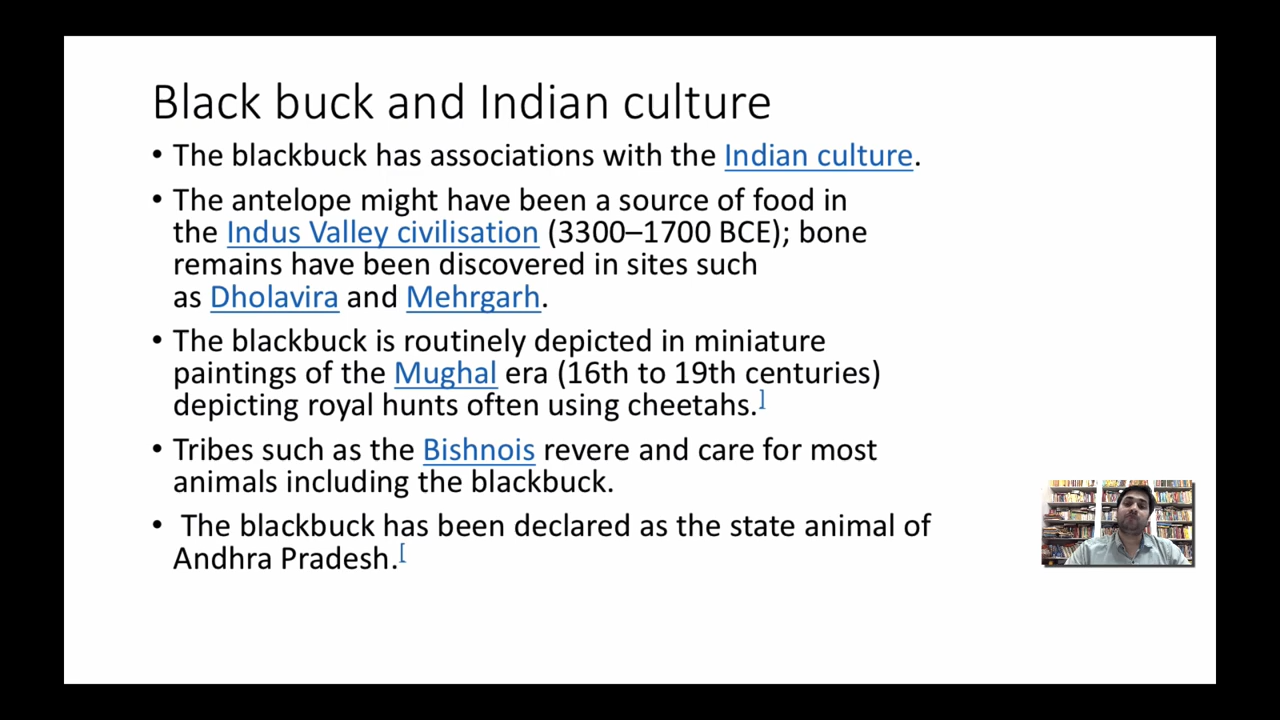 Black buck and Indian culture
• The blackbuck has associations with the Indian culture.
• The antelope might have been a source of food in
the Indus Valley civilisation (3300–1700 BCE); bone
remains have been discovered in sites such
as Dholavira and Mehrgarh.
• The blackbuck is routinely depicted in miniature
paintings of the Mughal era (16th to 19th centuries)
depicting royal hunts often using cheetahs.]
• Tribes such as the Bishnois revere and care for most
animals including the blackbuck.
• The blackbuck has been declared as the state animal of
Andhra Pradesh.[